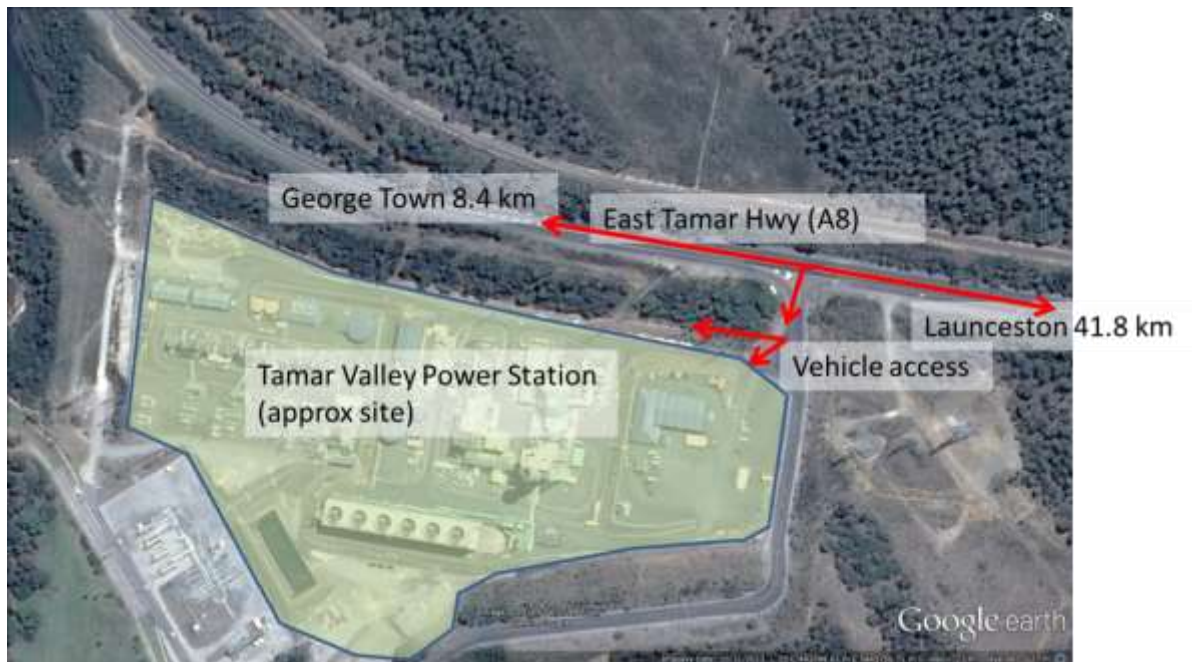 George Town 8.4 km
East Tamar Hwy (A8)
Launceston 41.8 km
Vehicle access
Tamar Valley Power Station
(approx site)
Google earth